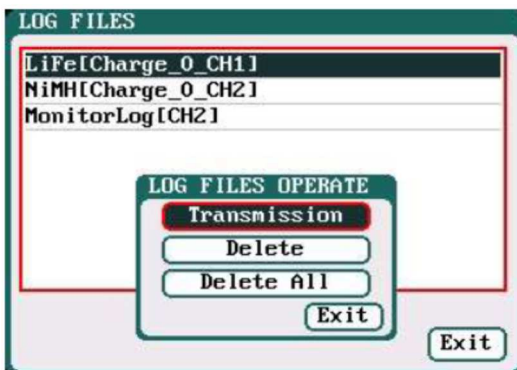 LOG FILES
LiFe[Charge_0_CH1]
NiMH[Charge_0_CH2]
MonitorLog[CH2]
LOG FILES OPERATE
Transmission
Delete
Delete All
Exit
Exit